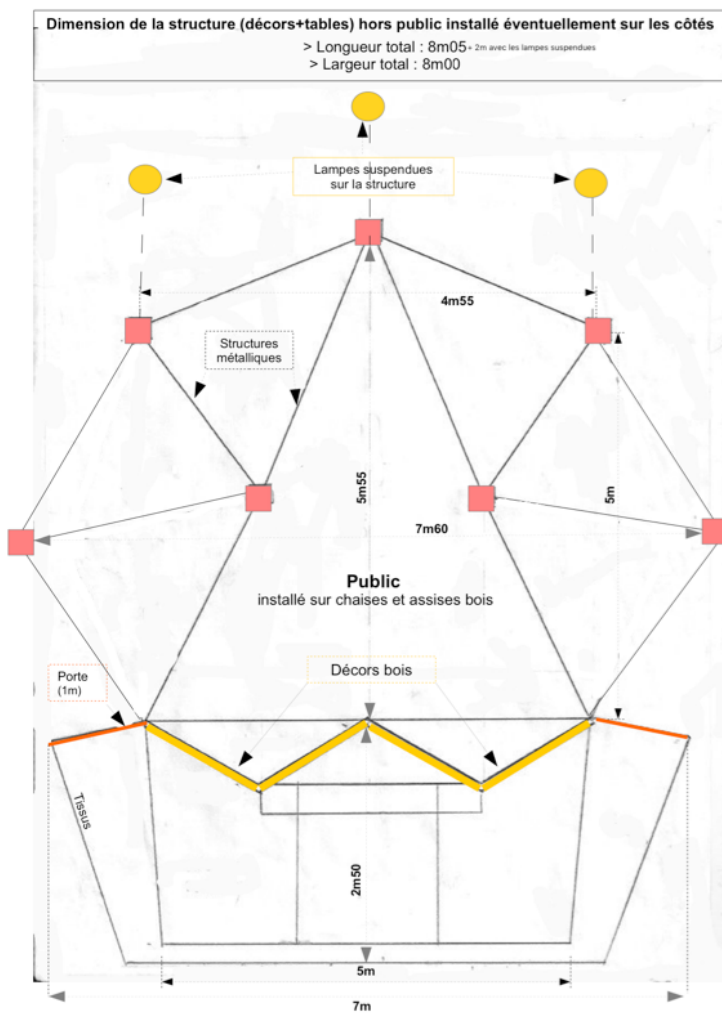 Dimension de la structure (décors+tables) hors public installé éventuellement sur les côtés
> Longueur total : 8m05 + 2m avec les lampes suspendues
> Largeur total : 8m00
Lampes suspendues
sur la structure
4m55
Structures
métalliques
5m55
5m
7m60
Public
installé sur chaises et assises bois
Porte
(1m)
Décors bois
Tissus
2m50
5m
7m